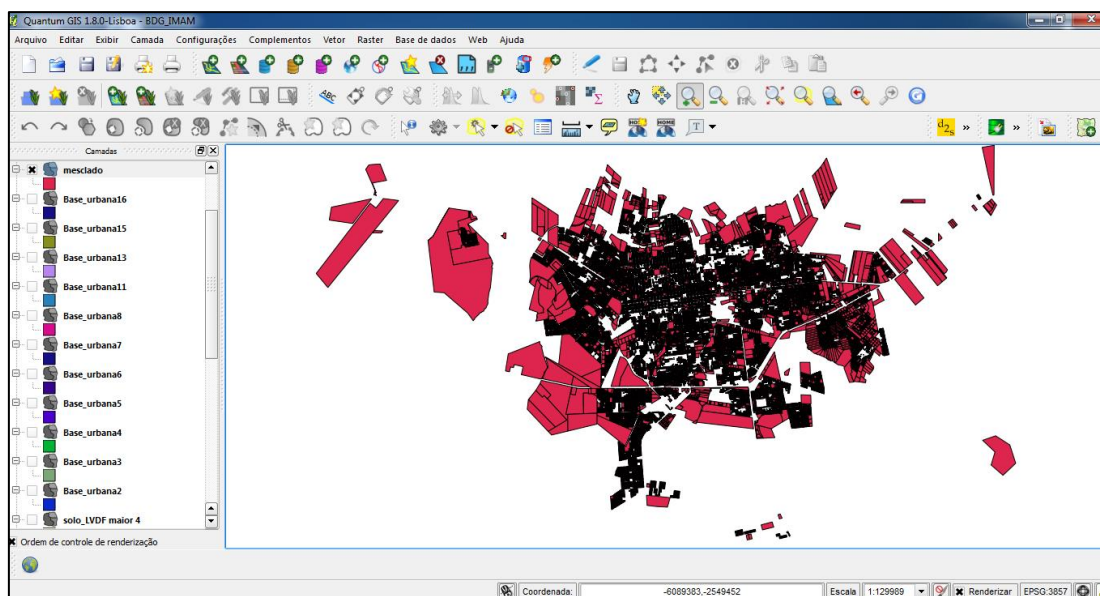 Quantum GIS 1.8.0-Lisboa - BDG_IMAM
Arquivo Editar Exibir Camada Configurações Complementos Vetor Raster Base de dados Web Ajuda
Camadas
mesclado
Base_urbana16
Base_urbana15
Base_urbana13
Base_urbana11
Base_urbana8
Base_urbana7
Base_urbana6
Base_urbana5
Base_urbana4
Base_urbana3
Base_urbana2
solo_LVDF maior 4
Ordem de controle de renderização
Coordenada: -6089383,-2549452 Escala 1:129989 Renderizar EPSG:3857